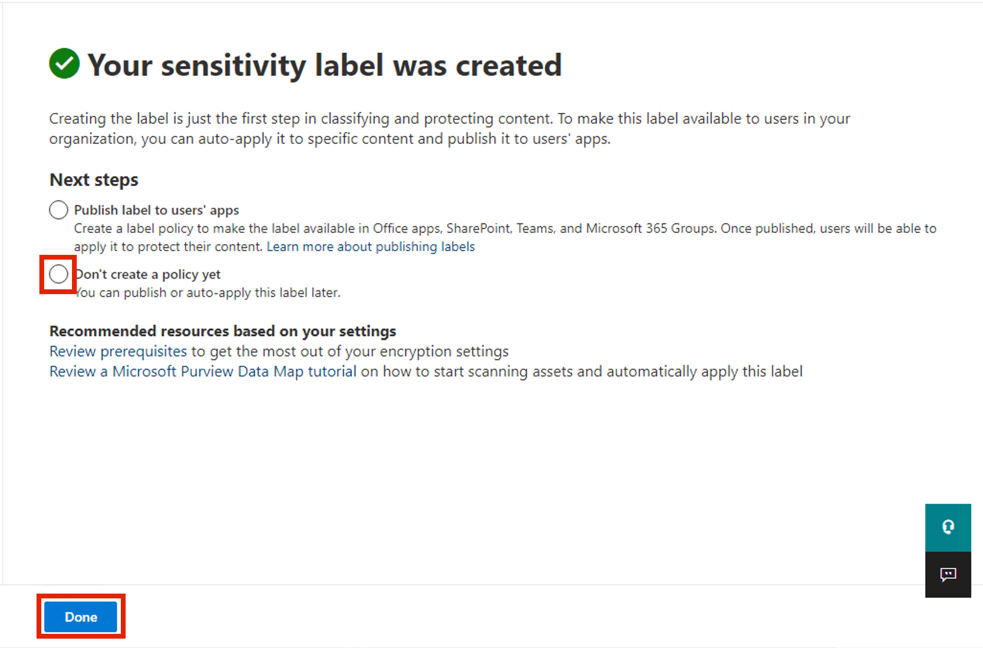 Your sensitivity label was created
Creating the label is just the first step in classifying and protecting content. To make this label available to users in your
organization, you can auto-apply it to specific content and publish it to users' apps.
Next steps
Publish label to users' apps
Create a label policy to make the label available in Office apps, SharePoint, Teams, and Microsoft 365 Groups. Once published, users will be able to
apply it to protect their content. Learn more about publishing labels
Don't create a policy yet
You can publish or auto-apply this label later.
Recommended resources based on your settings
Review prerequisites to get the most out of your encryption settings
Review a Microsoft Purview Data Map tutorial on how to start scanning assets and automatically apply this label
Done